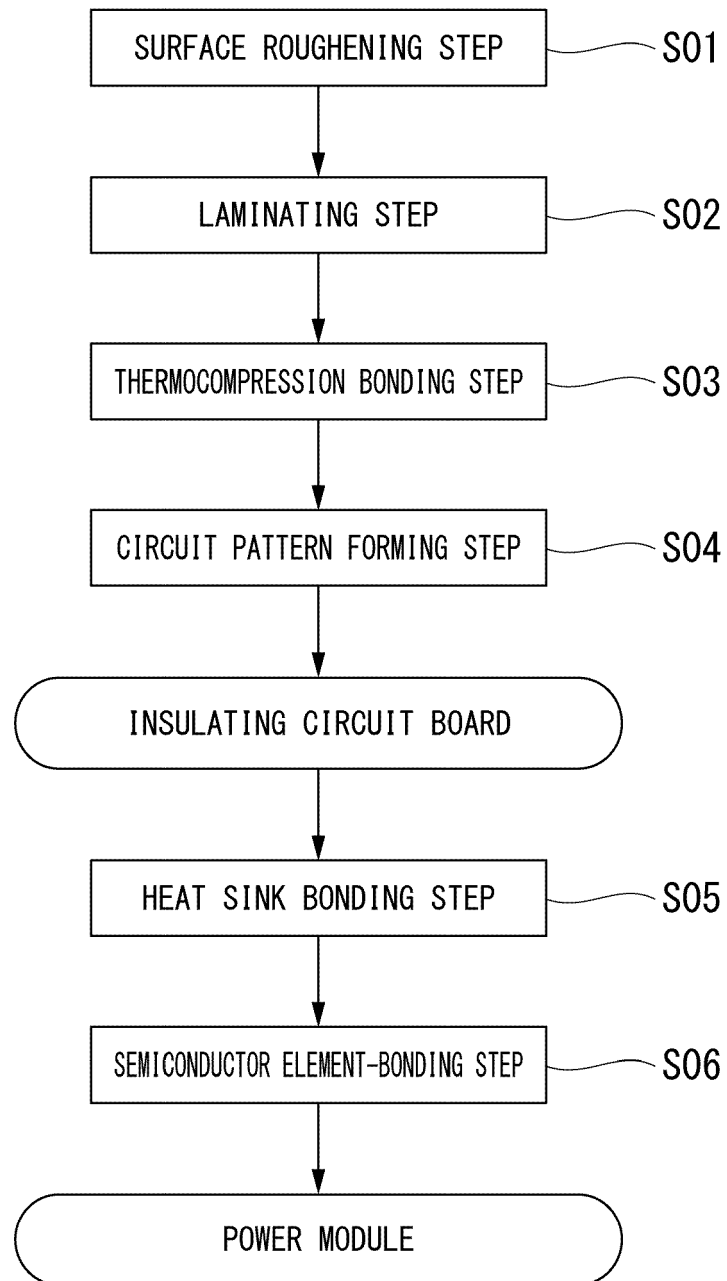 SURFACE ROUGHENING STEP S01
LAMINATING STEP S02
THERMOCOMPRESSION BONDING STEP S03
CIRCUIT PATTERN FORMING STEP S04
INSULATING CIRCUIT BOARD
HEAT SINK BONDING STEP S05
SEMICONDUCTOR ELEMENT-BONDING STEP S06
POWER MODULE